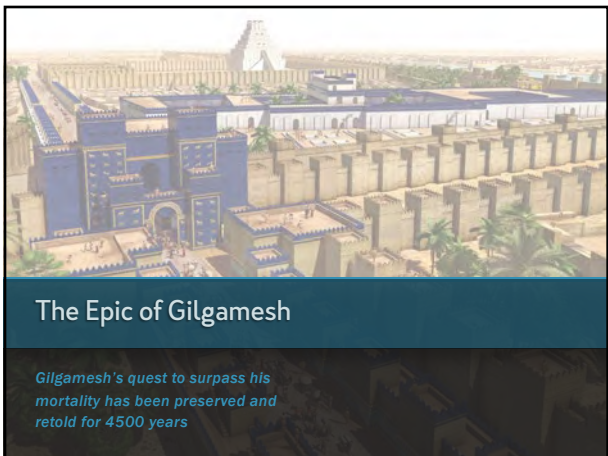 The Epic of Gilgamesh
Gilgamesh's quest to surpass his
mortality has been preserved and
retold for 4500 years